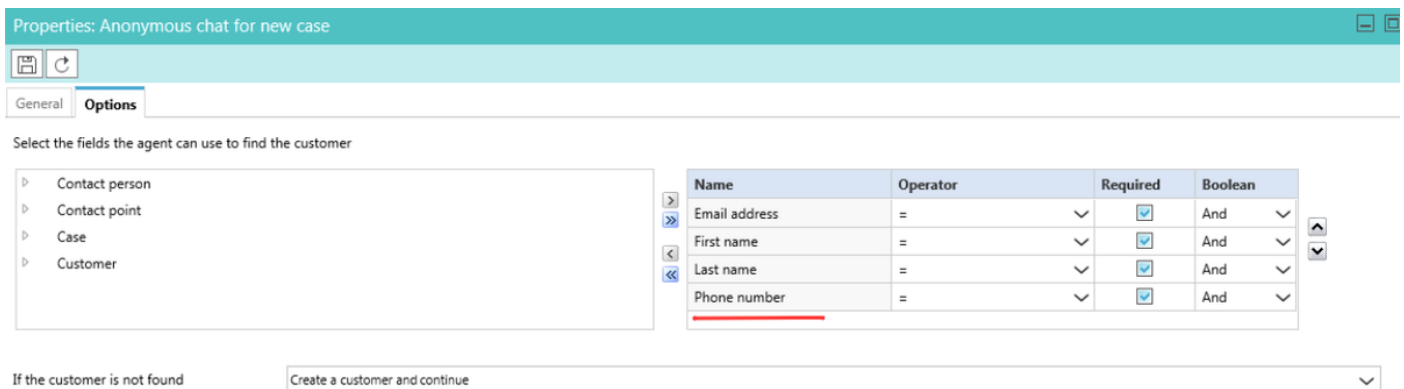 Properties: Anonymous chat for new case
General Options
Select the fields the agent can use to find the customer
Contact person
Contact point
Case
Customer
Name Operator Required Boolean
Email address = And
First name = And
Last name = And
Phone number = And
If the customer is not found Create a customer and continue